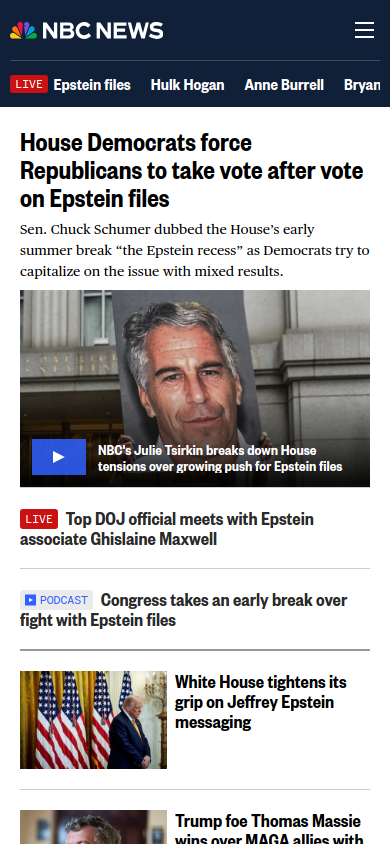 NBC NEWS
LIVE Epstein files Hulk Hogan Anne Burrell Bryan
House Democrats force
Republicans to take vote after vote
on Epstein files
Sen. Chuck Schumer dubbed the House’s early
summer break “the Epstein recess” as Democrats try to
capitalize on the issue with mixed results.
NBC's Julie Tsirkin breaks down House
tensions over growing push for Epstein files
LIVE Top DOJ official meets with Epstein
associate Ghislaine Maxwell
PODCAST Congress takes an early break over
fight with Epstein files
White House tightens its
grip on Jeffrey Epstein
messaging
Trump foe Thomas Massie
wins over MAGA allies with